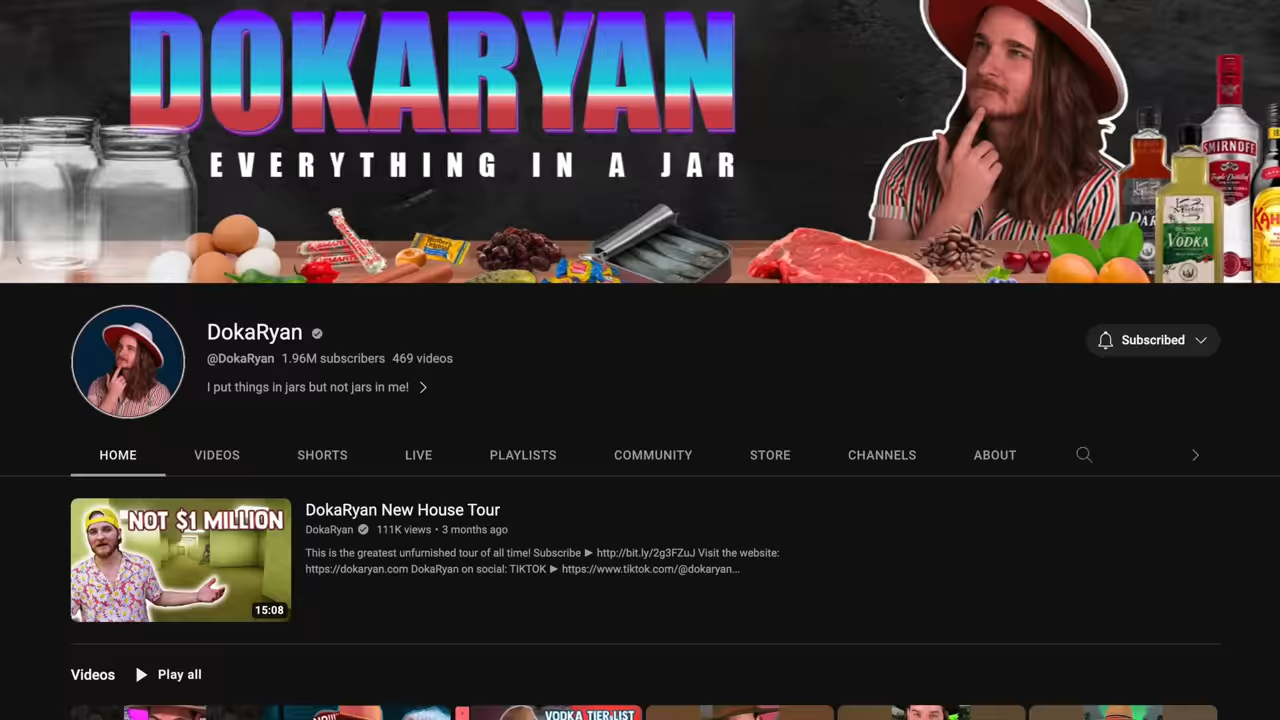 DOKARYAN
EVERYTHING IN A JAR
SMIRNOFF
VODKA
DokaRyan
@DokaRyan 1.96M subscribers 469 videos
Subscribed
I put things in jars but not jars in me!
HOME VIDEOS SHORTS LIVE PLAYLISTS COMMUNITY STORE CHANNELS ABOUT
NOT $1 MILLION
15:08
DokaRyan New House Tour
DokaRyan 111K views • 3 months ago
This is the greatest unfurnished tour of all time! Subscribe ► http://bit.ly/2g3FZuJ Visit the website:
https://dokaryan.com DokaRyan on social: TIKTOK ► https://www.tiktok.com/@dokaryan...
Videos Play all
VODKA TIER LIST